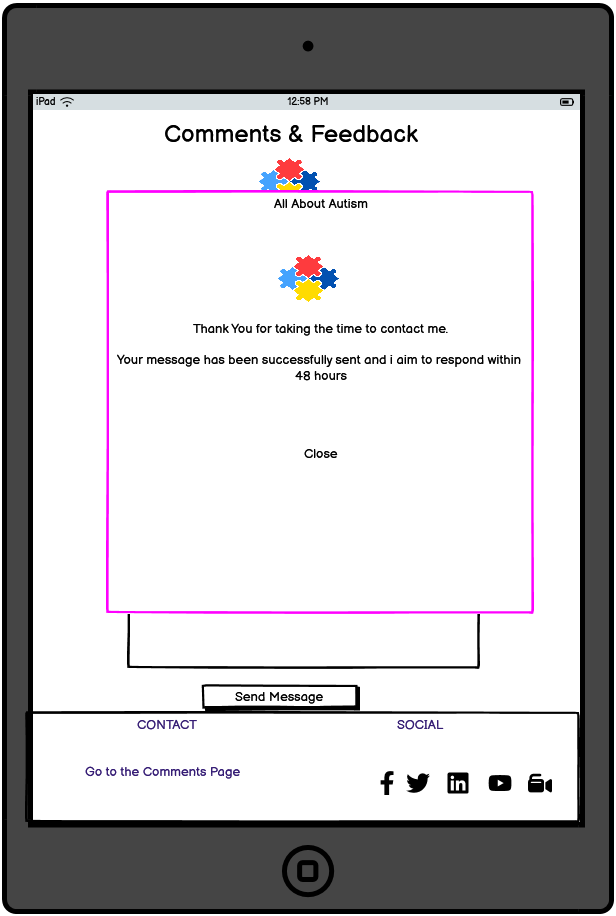 iPad
12:58 PM
Comments & Feedback
All About Autism
Thank You for taking the time to contact me.
Your message has been successfully sent and i aim to respond within
48 hours
Close
Send Message
CONTACT
SOCIAL
Go to the Comments Page